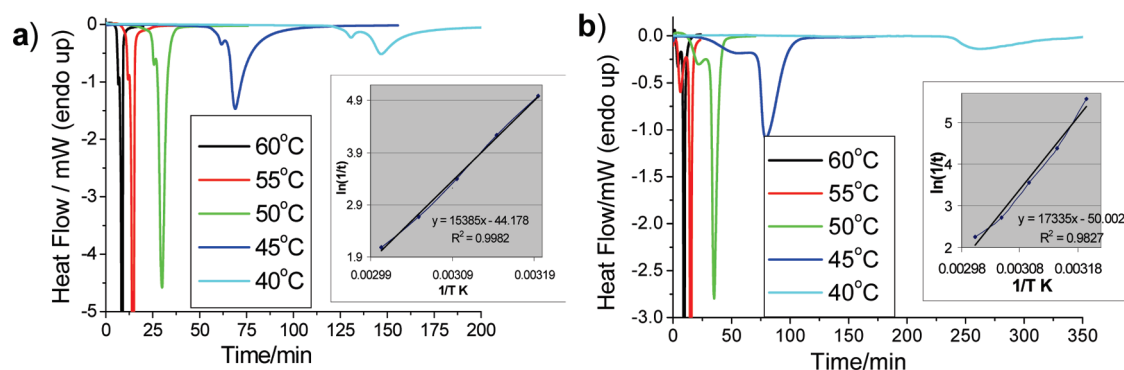 a)
Heat Flow / mW (endo up)
0
-1
-2
-3
-4
-5
0 25 50 75 100 125 150 175 200
Time/min
60°C
55°C
50°C
45°C
40°C
ln(1/t)
4.9
3.9
2.9
1.9
y = 15385x - 44.178
R² = 0.9982
0.00299 0.00309 0.00319
1/T K
b)
Heat Flow/mW (endo up)
0.0
-0.5
-1.0
-1.5
-2.0
-2.5
-3.0
0 50 100 150 200 250 300 350
Time/min
60°C
55°C
50°C
45°C
40°C
ln(1/t)
5
4
3
2
y = 17335x - 50.002
R² = 0.9827
0.00298 0.00308 0.00318
1/T K